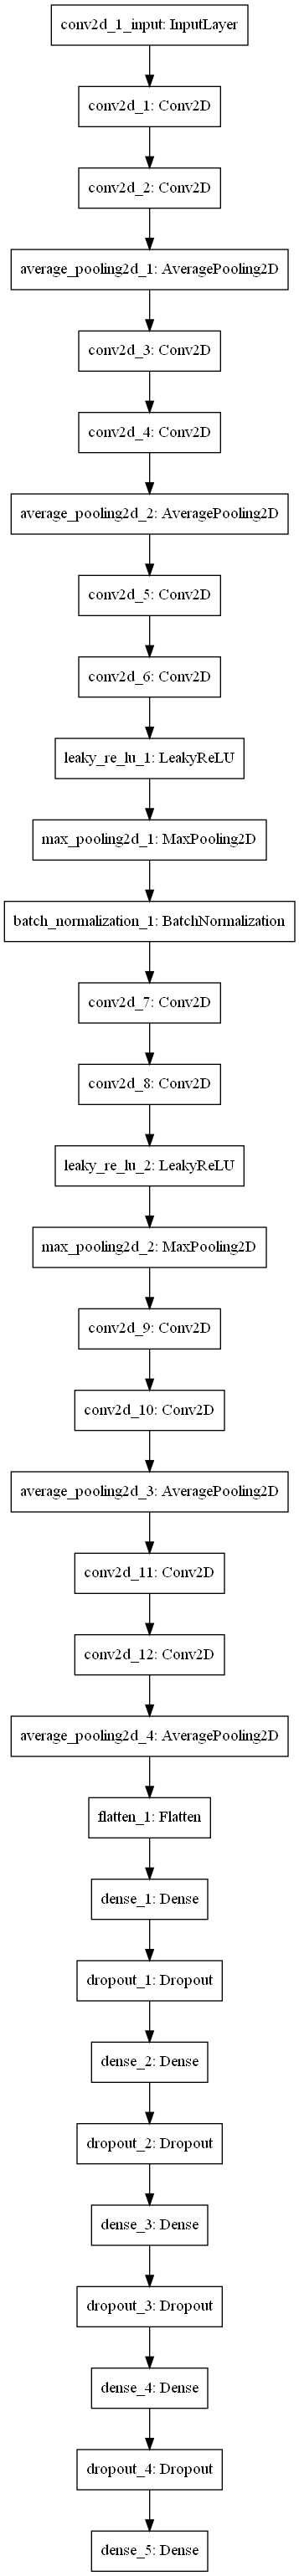 conv2d_1_input: InputLayer
conv2d_1: Conv2D
conv2d_2: Conv2D
average_pooling2d_1: AveragePooling2D
conv2d_3: Conv2D
conv2d_4: Conv2D
average_pooling2d_2: AveragePooling2D
conv2d_5: Conv2D
conv2d_6: Conv2D
leaky_re_lu_1: LeakyReLU
max_pooling2d_1: MaxPooling2D
batch_normalization_1: BatchNormalization
conv2d_7: Conv2D
conv2d_8: Conv2D
leaky_re_lu_2: LeakyReLU
max_pooling2d_2: MaxPooling2D
conv2d_9: Conv2D
conv2d_10: Conv2D
average_pooling2d_3: AveragePooling2D
conv2d_11: Conv2D
conv2d_12: Conv2D
average_pooling2d_4: AveragePooling2D
flatten_1: Flatten
dense_1: Dense
dropout_1: Dropout
dense_2: Dense
dropout_2: Dropout
dense_3: Dense
dropout_3: Dropout
dense_4: Dense
dropout_4: Dropout
dense_5: Dense